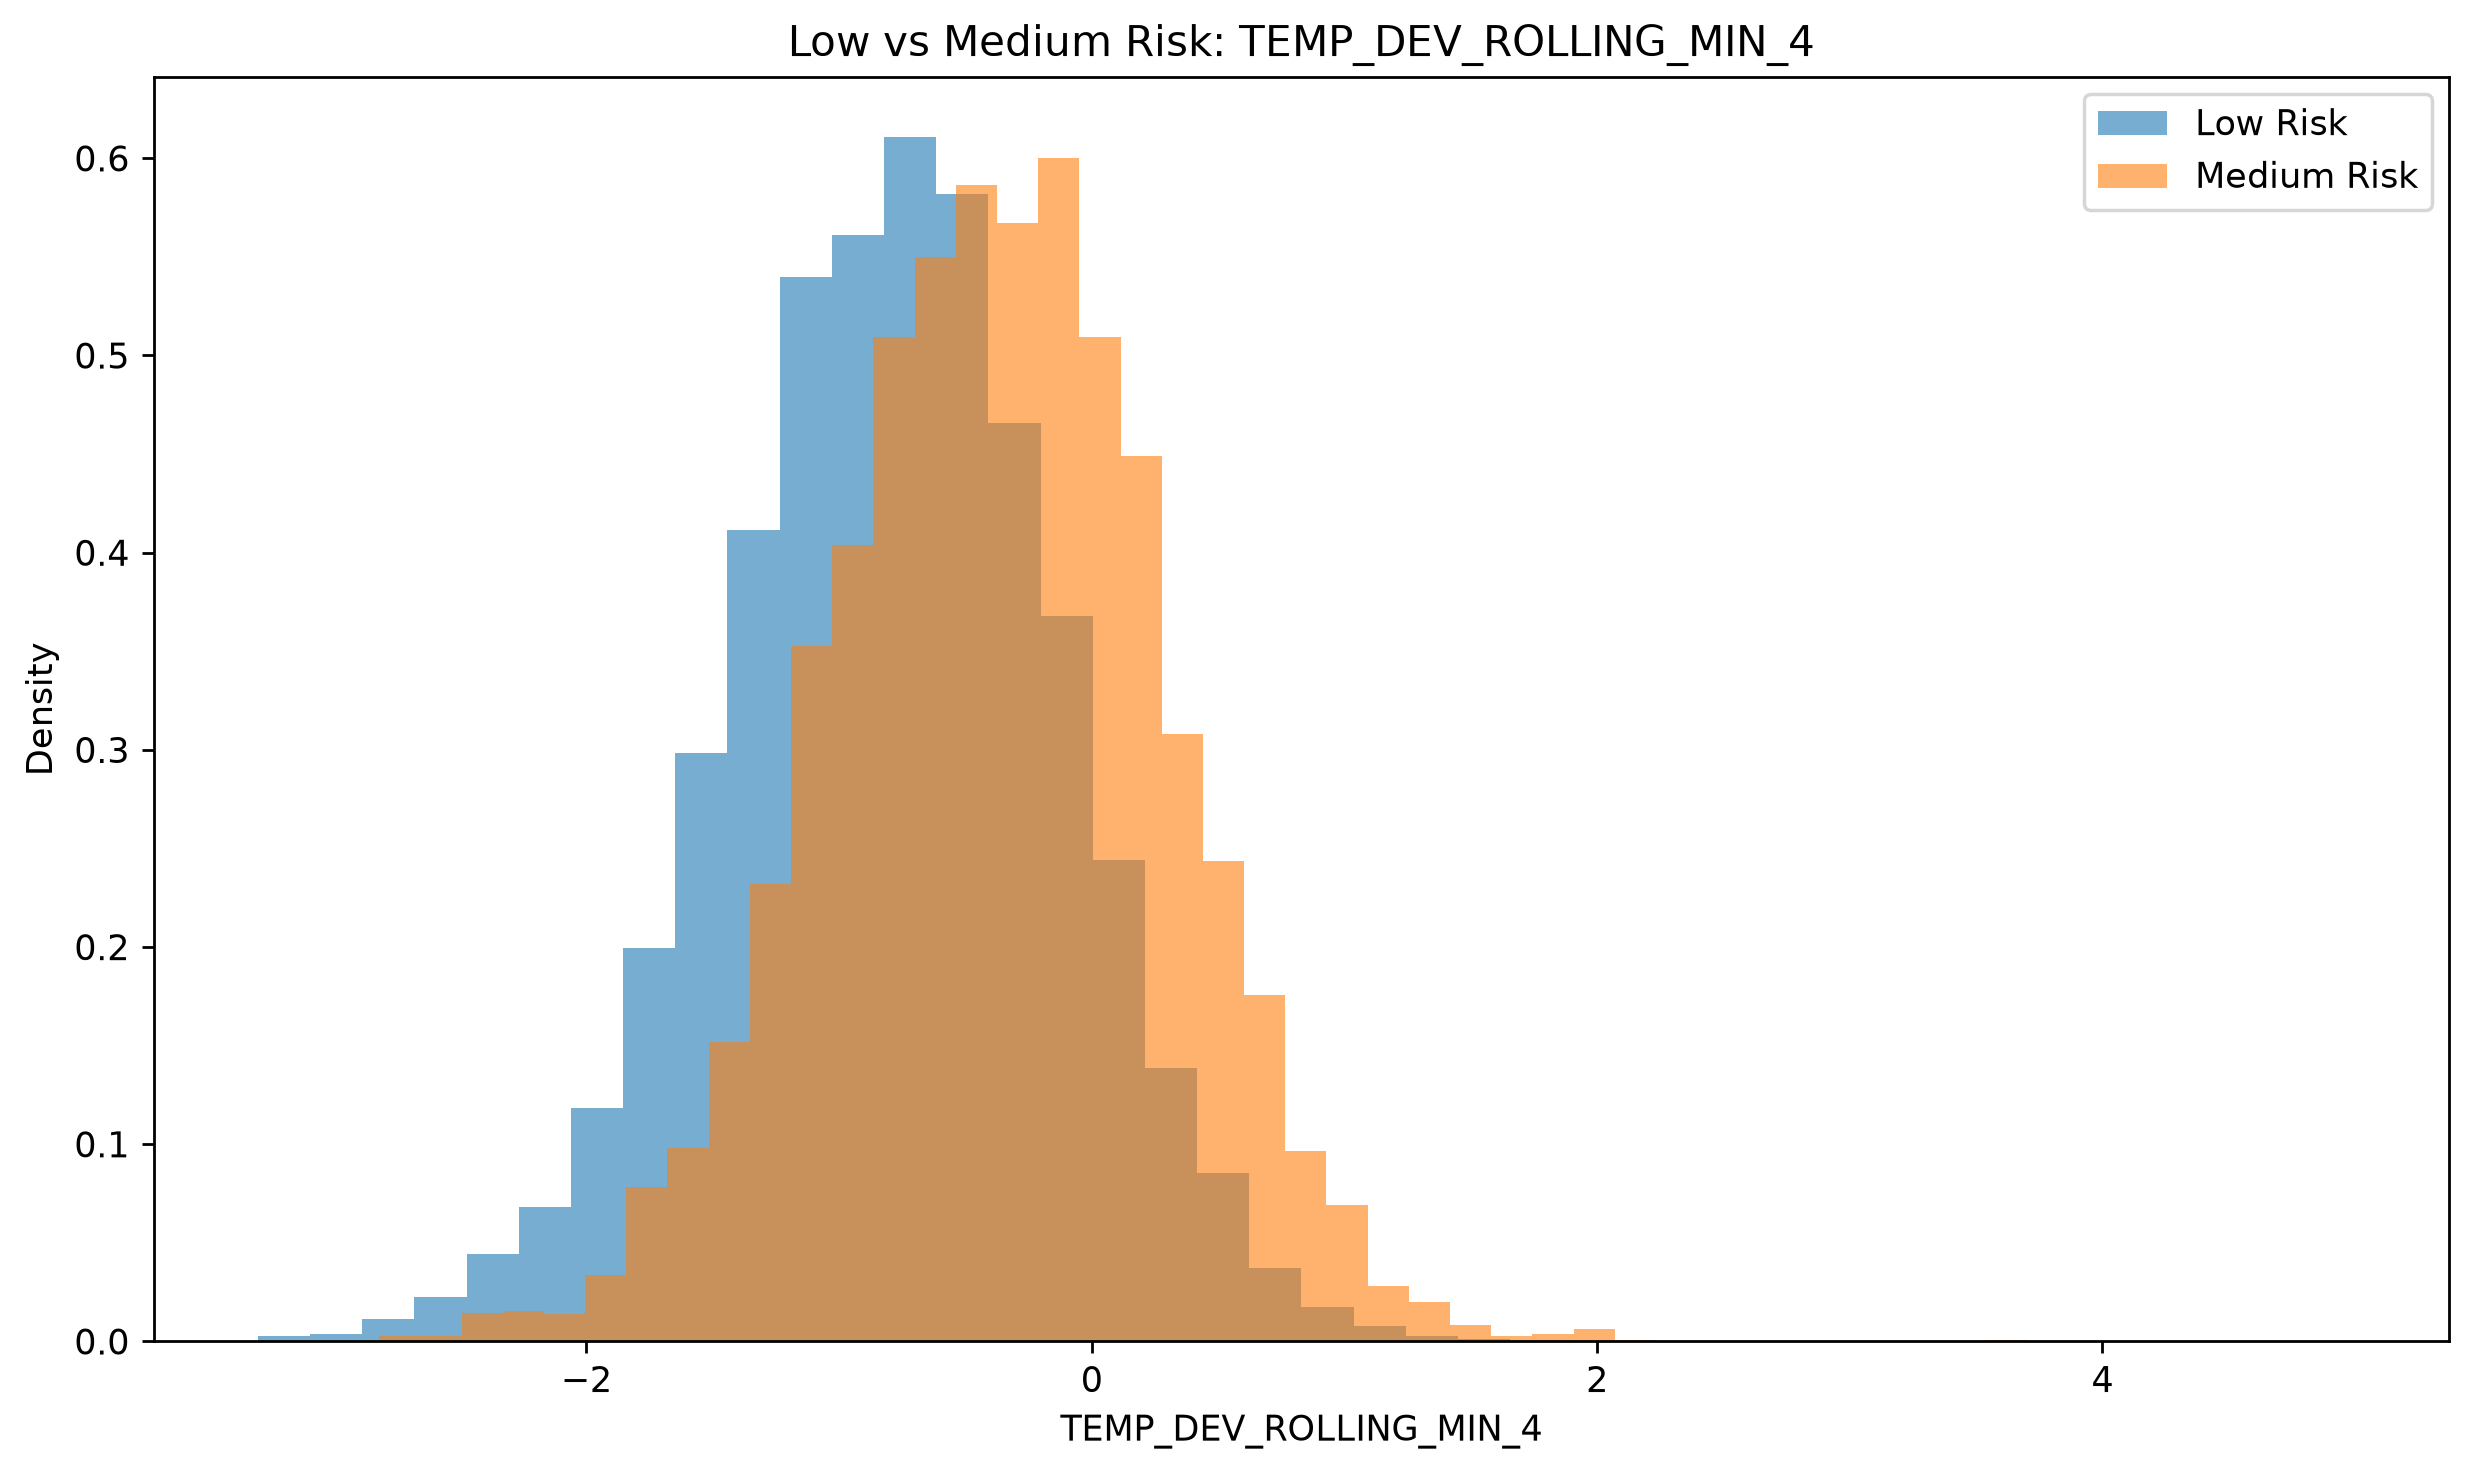 Low vs Medium Risk: TEMP_DEV_ROLLING_MIN_4
Low Risk
Medium Risk
0.6
0.5
0.4
0.3
0.2
0.1
0.0
Density
−2 0 2 4
TEMP_DEV_ROLLING_MIN_4